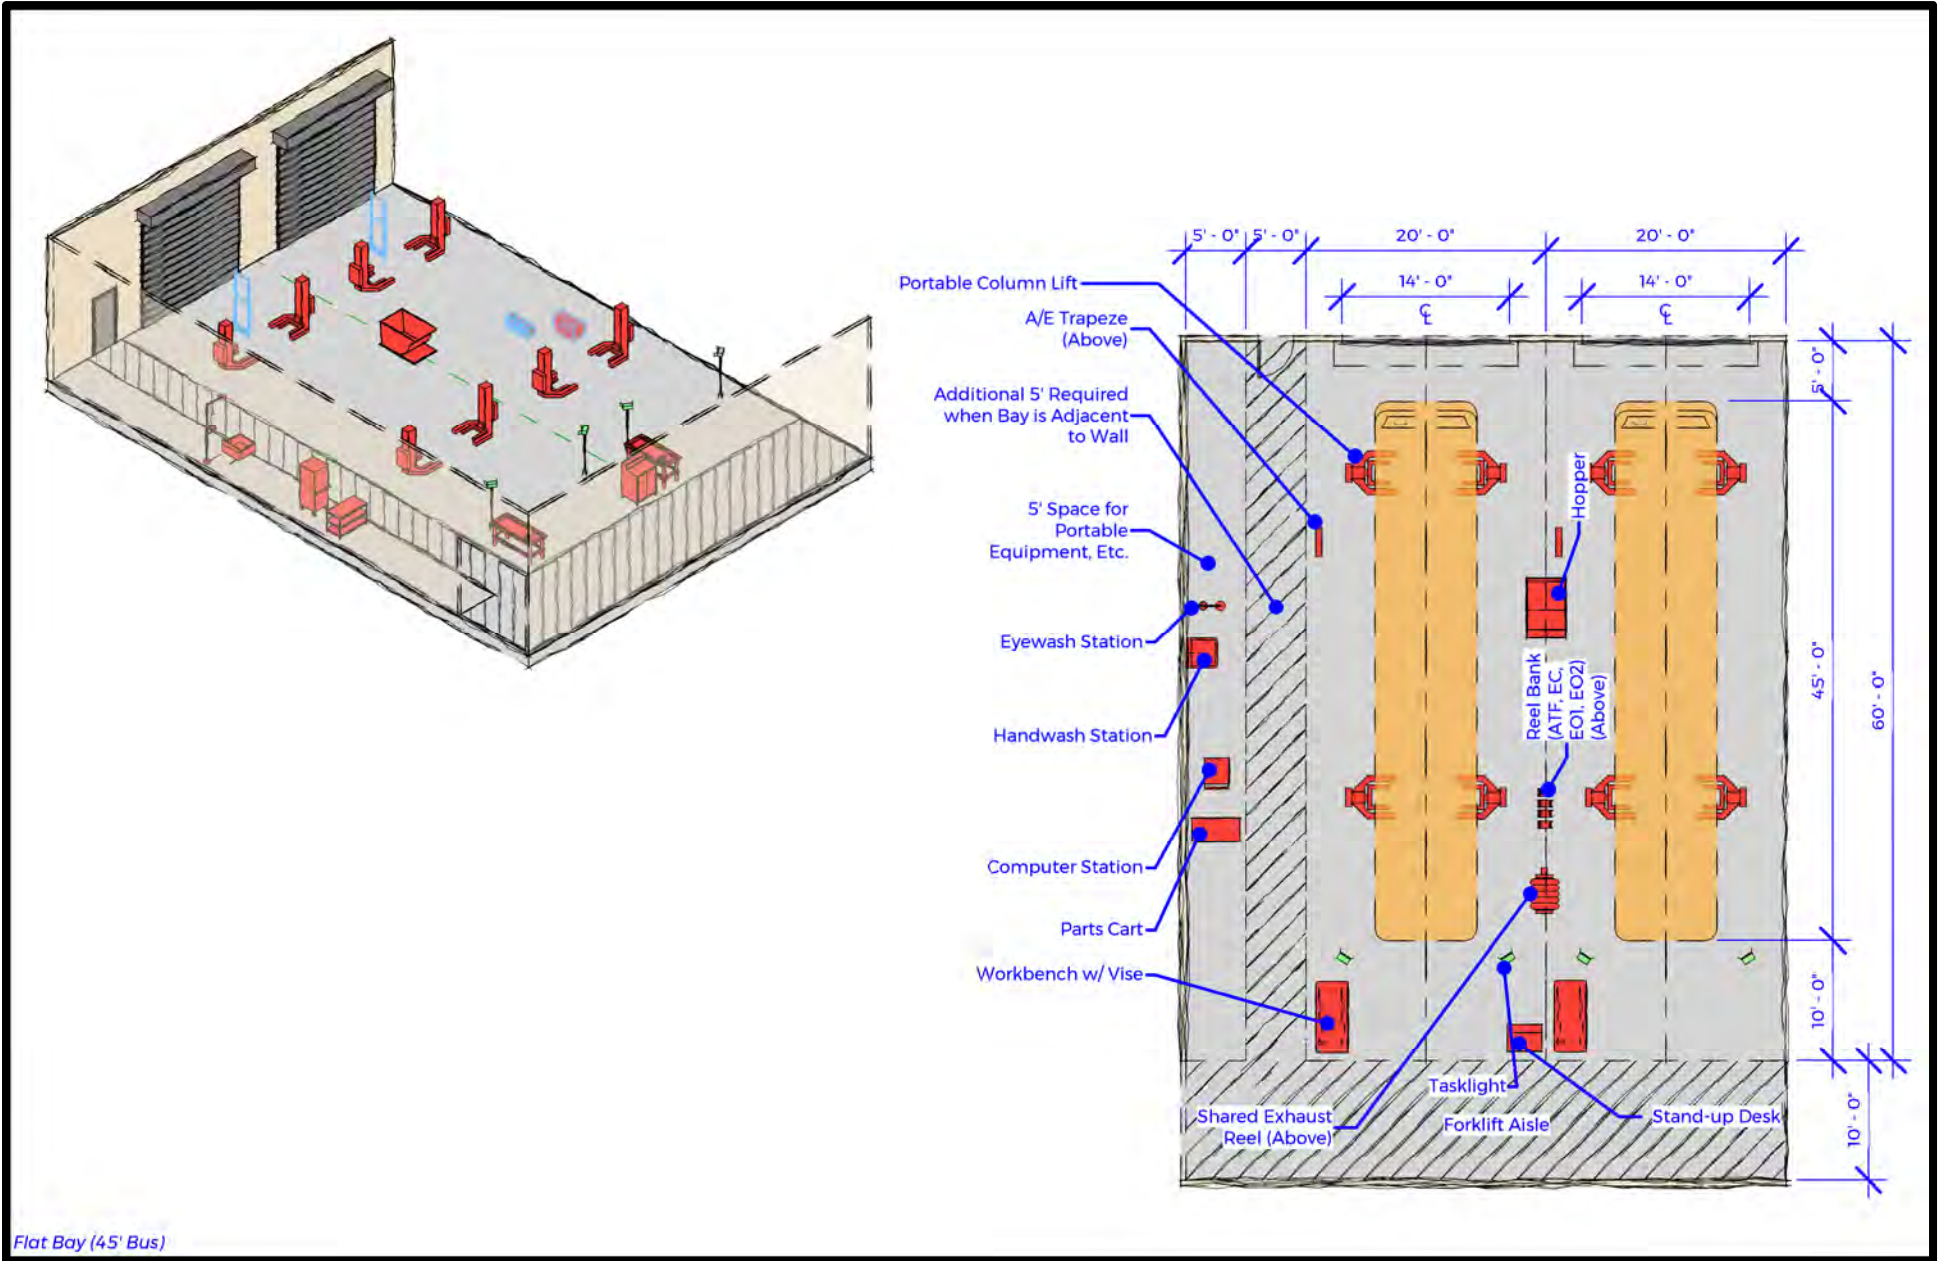 5' - 0"
5' - 0"
20' - 0"
20' - 0"
14' - 0"
14' - 0"
℄
℄
Portable Column Lift
A/E Trapeze
(Above)
Additional 5' Required
when Bay is Adjacent
to Wall
5' Space for
Portable
Equipment, Etc.
Eyewash Station
Handwash Station
Computer Station
Parts Cart
Workbench w/ Vise
Hopper
Reel Bank
(ATF, EC,
EO1, EO2)
(Above)
5' - 0"
45' - 0"
60' - 0"
10' - 0"
10' - 0"
Tasklight
Shared Exhaust
Reel (Above)
Forklift Aisle
Stand-up Desk
Flat Bay (45' Bus)